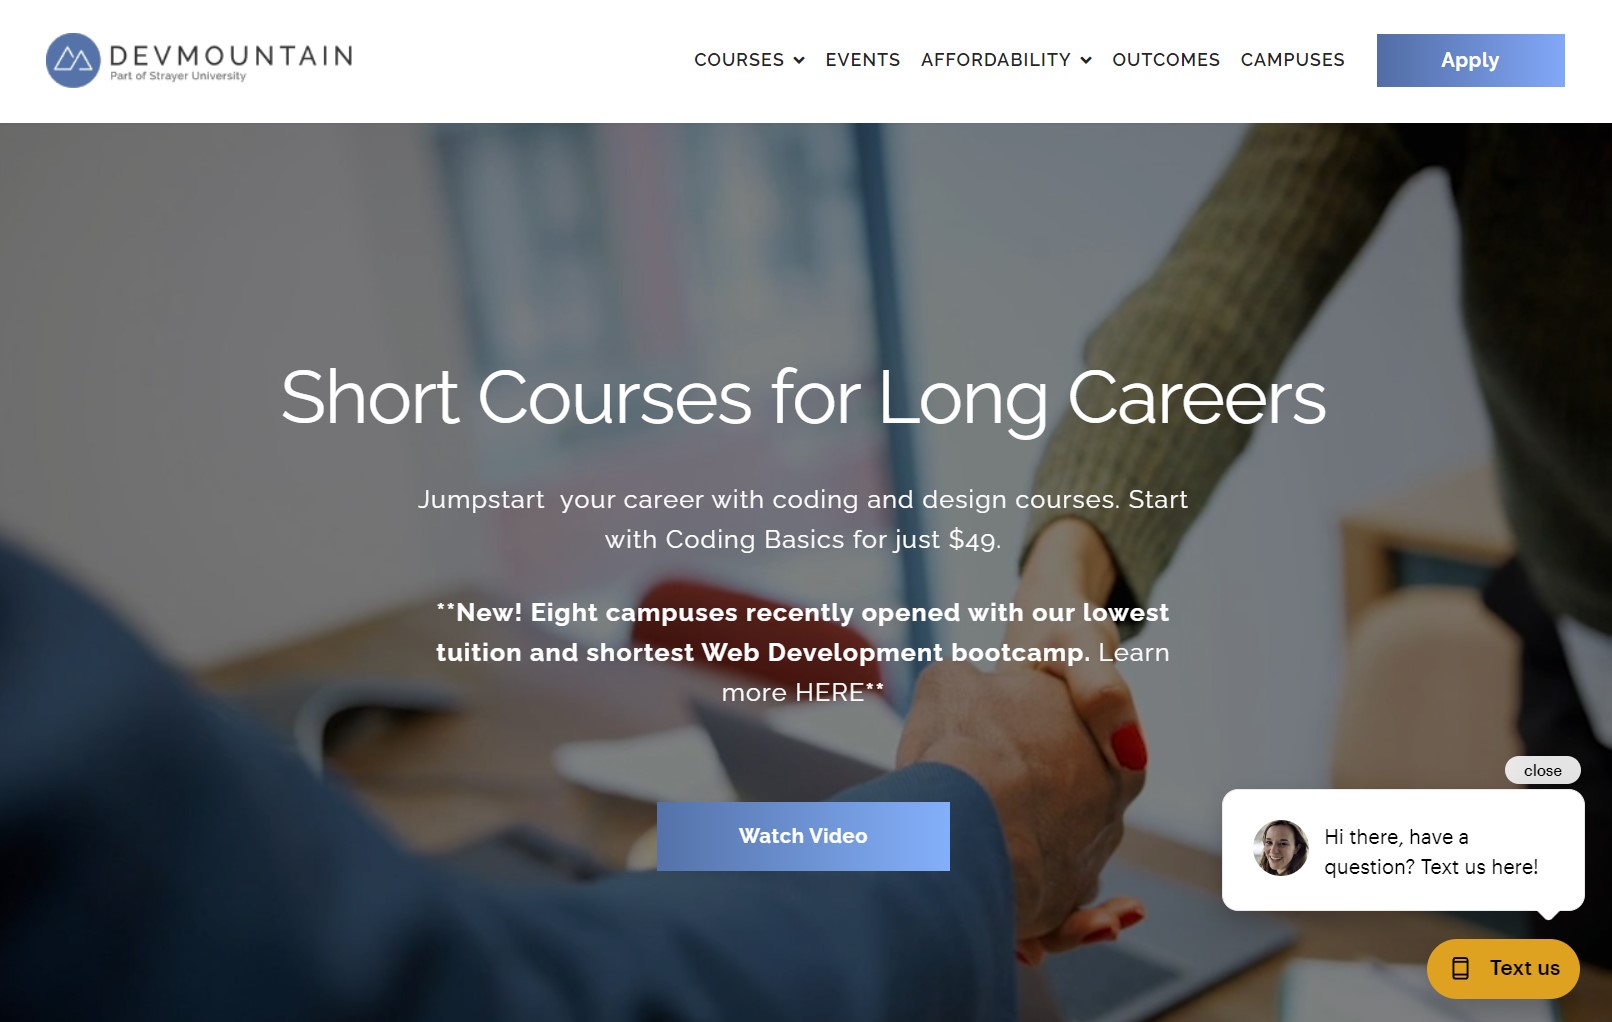 DEVMOUNTAIN
Part of Strayer University
COURSES
EVENTS
AFFORDABILITY
OUTCOMES
CAMPUSES
Apply
Short Courses for Long Careers
Jumpstart your career with coding and design courses. Start
with Coding Basics for just $49.
**New! Eight campuses recently opened with our lowest
tuition and shortest Web Development bootcamp. Learn
more HERE**
Watch Video
close
Hi there, have a
question? Text us here!
Text us